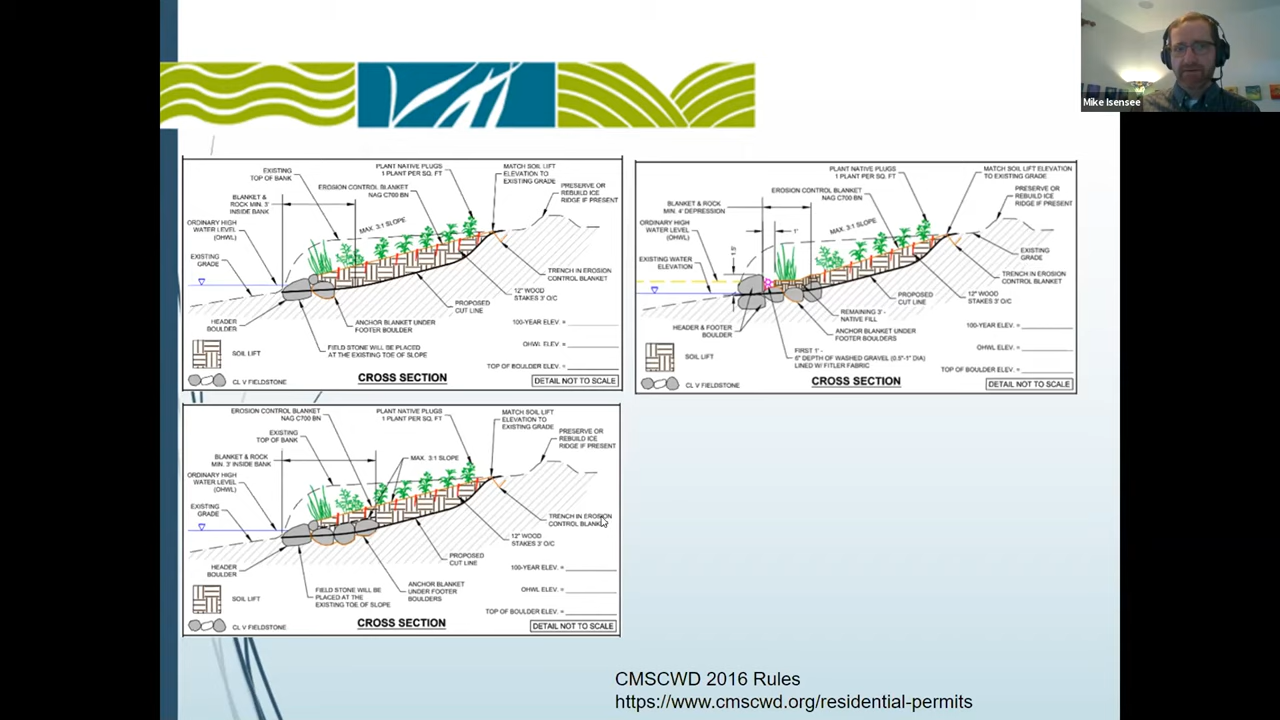 Mike Isensee
EXISTING
TOP OF BANK
PLANT NATIVE PLUGS
1 PLANT PER SQ. FT
MATCH SOIL LIFT
ELEVATION TO
EXISTING GRADE
EROSION CONTROL BLANKET
NAG C700 BN
PRESERVE OR
REBUILD ICE
RIDGE IF PRESENT
BLANKET &
ROCK MIN. 3'
INSIDE BANK
MAX. 3:1 SLOPE
ORDINARY HIGH
WATER LEVEL
(OHWL)
EXISTING
GRADE
TRENCH IN EROSION
CONTROL BLANKET
12" WOOD
STAKES 3' O/C
PROPOSED
CUT LINE
HEADER
BOULDER
ANCHOR BLANKET UNDER
FOOTER BOULDER
100-YEAR ELEV. =
FIELD STONE WILL BE PLACED
AT THE EXISTING TOE OF SLOPE
OHWL ELEV. =
SOIL LIFT
TOP OF BOULDER ELEV. =
CL V FIELDSTONE
CROSS SECTION
DETAIL NOT TO SCALE
PLANT NATIVE PLUGS
1 PLANT PER SQ. FT
MATCH SOIL LIFT ELEVATION
TO EXISTING GRADE
EROSION CONTROL BLANKET
NAG C700 BN
PRESERVE OR
REBUILD ICE
RIDGE IF PRESENT
BLANKET & ROCK
MIN. 4' DEPRESSION
MAX. 3:1 SLOPE
ORDINARY HIGH
WATER LEVEL
(OHWL)
1'
1.5'
EXISTING WATER
ELEVATION
EXISTING
GRADE
TRENCH IN EROSION
CONTROL BLANKET
PROPOSED
CUT LINE
12" WOOD
STAKES 3' O/C
REMAINING 3' -
NATIVE FILL
HEADER & FOOTER
BOULDER
ANCHOR BLANKET UNDER
FOOTER BOULDERS
100-YEAR ELEV. =
OHWL ELEV. =
FIRST 1' -
6" DEPTH OF WASHED GRAVEL (0.5"-1" DIA)
LINED W/ FITLER FABRIC
SOIL LIFT
TOP OF BOULDER ELEV. =
CL V FIELDSTONE
CROSS SECTION
DETAIL NOT TO SCALE
EROSION CONTROL BLANKET
NAG C700 BN
PLANT NATIVE PLUGS
1 PLANT PER SQ. FT
MATCH SOIL LIFT
ELEVATION TO
EXISTING GRADE
EXISTING
TOP OF BANK
PRESERVE OR
REBUILD ICE
RIDGE IF PRESENT
BLANKET & ROCK
MIN. 3' INSIDE BANK
MAX. 3:1 SLOPE
ORDINARY HIGH
WATER LEVEL
(OHWL)
EXISTING
GRADE
TRENCH IN EROSION
CONTROL BLANKET
12" WOOD
STAKES 3' O/C
PROPOSED
CUT LINE
HEADER
BOULDER
100-YEAR ELEV. =
FIELD STONE WILL BE
PLACED AT THE
EXISTING TOE OF SLOPE
ANCHOR BLANKET
UNDER FOOTER
BOULDERS
OHWL ELEV. =
SOIL LIFT
TOP OF BOULDER ELEV. =
CL V FIELDSTONE
CROSS SECTION
DETAIL NOT TO SCALE
CMSCWD 2016 Rules
https://www.cmscwd.org/residential-permits